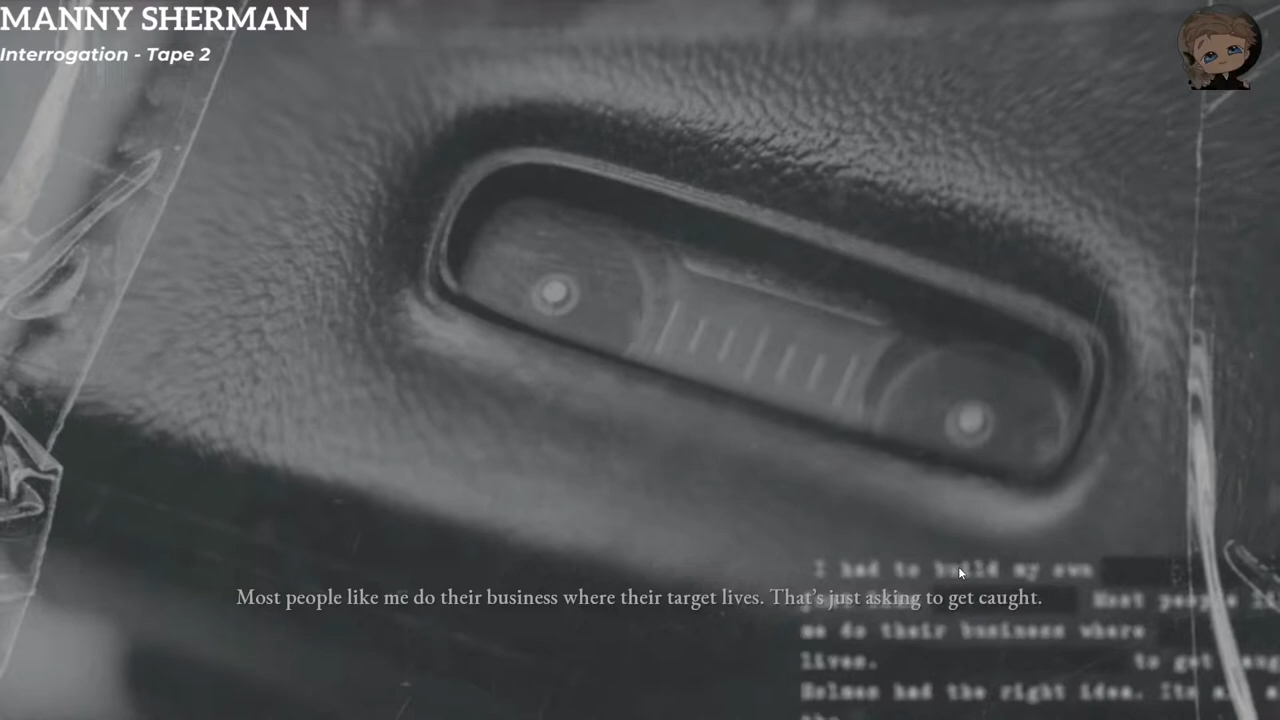 MANNY SHERMAN
Interrogation - Tape 2
I had to build my own
Most people like me do their business where their target lives. That's just asking to get caught.
Most people
me do their business where
lives. to get
Holmes had the right idea. Its
the